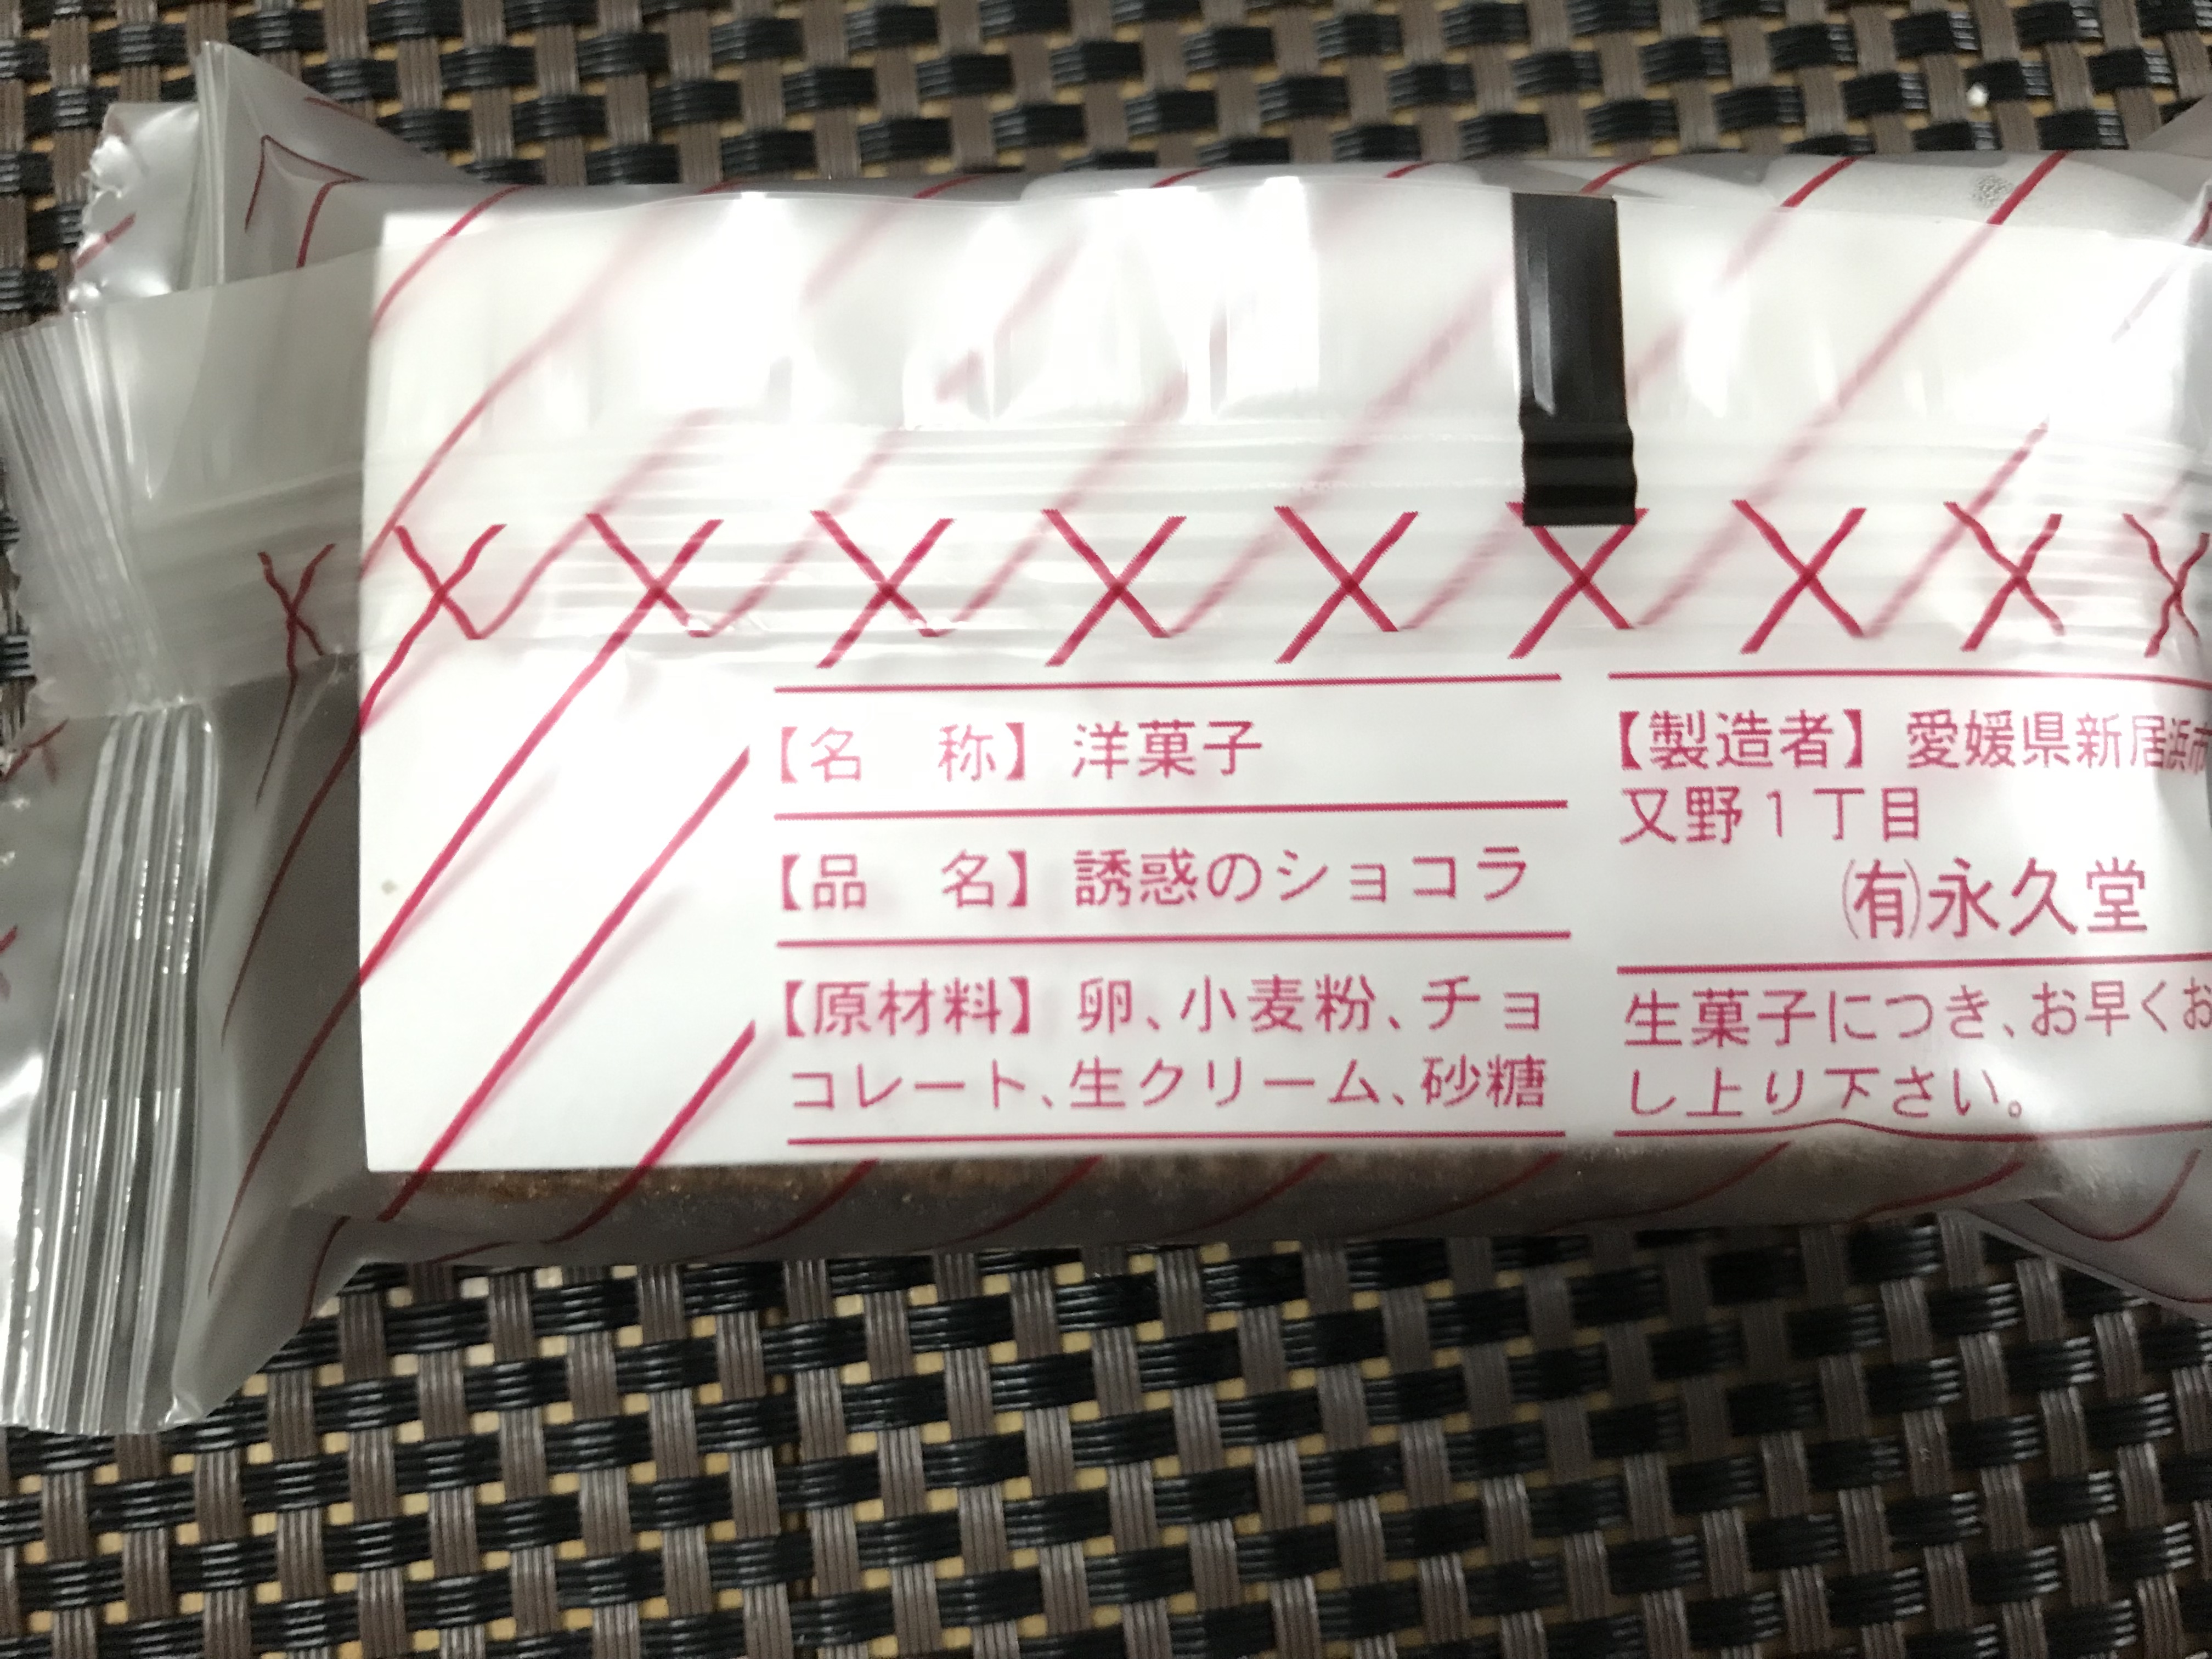 【名　称】洋菓子
【品　名】誘惑のショコラ
【原材料】卵、小麦粉、チョ
コレート、生クリーム、砂糖
【製造者】愛媛県新居浜市
又野1丁目
㈲永久堂
生菓子につき、お早くお
し上り下さい。